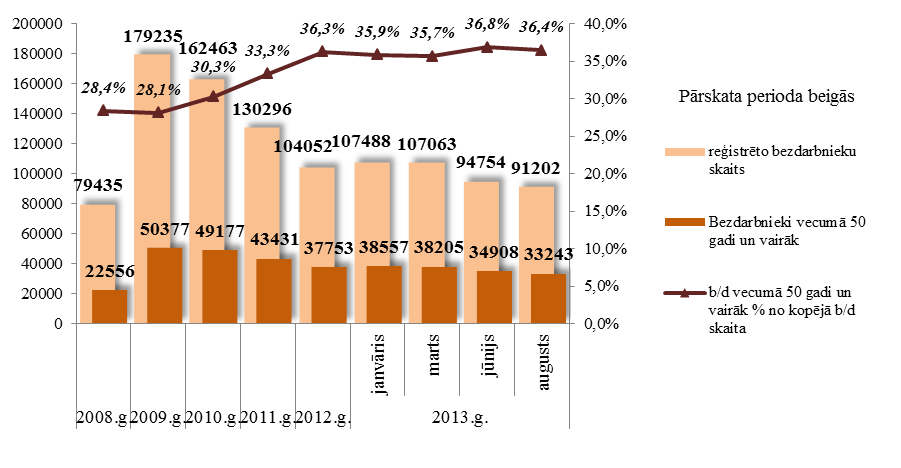 200000
180000
160000
140000
120000
100000
80000
60000
40000
20000
0
40,0%
35,0%
30,0%
25,0%
20,0%
15,0%
10,0%
5,0%
0,0%
28,4%
28,1%
30,3%
33,3%
36,3%
35,9%
35,7%
36,8%
36,4%
79435
179235
162463
130296
104052
107488
107063
94754
91202
22556
50377
49177
43431
37753
38557
38205
34908
33243
janvāris
marts
jūnijs
augusts
2008.g.
2009.g.
2010.g.
2011.g.
2012.g.
2013.g.
Pārskata perioda beigās
reģistrēto bezdarbnieku
skaits
Bezdarbnieki vecumā 50
gadi un vairāk
b/d vecumā 50 gadi un
vairāk % no kopējā b/d
skaita